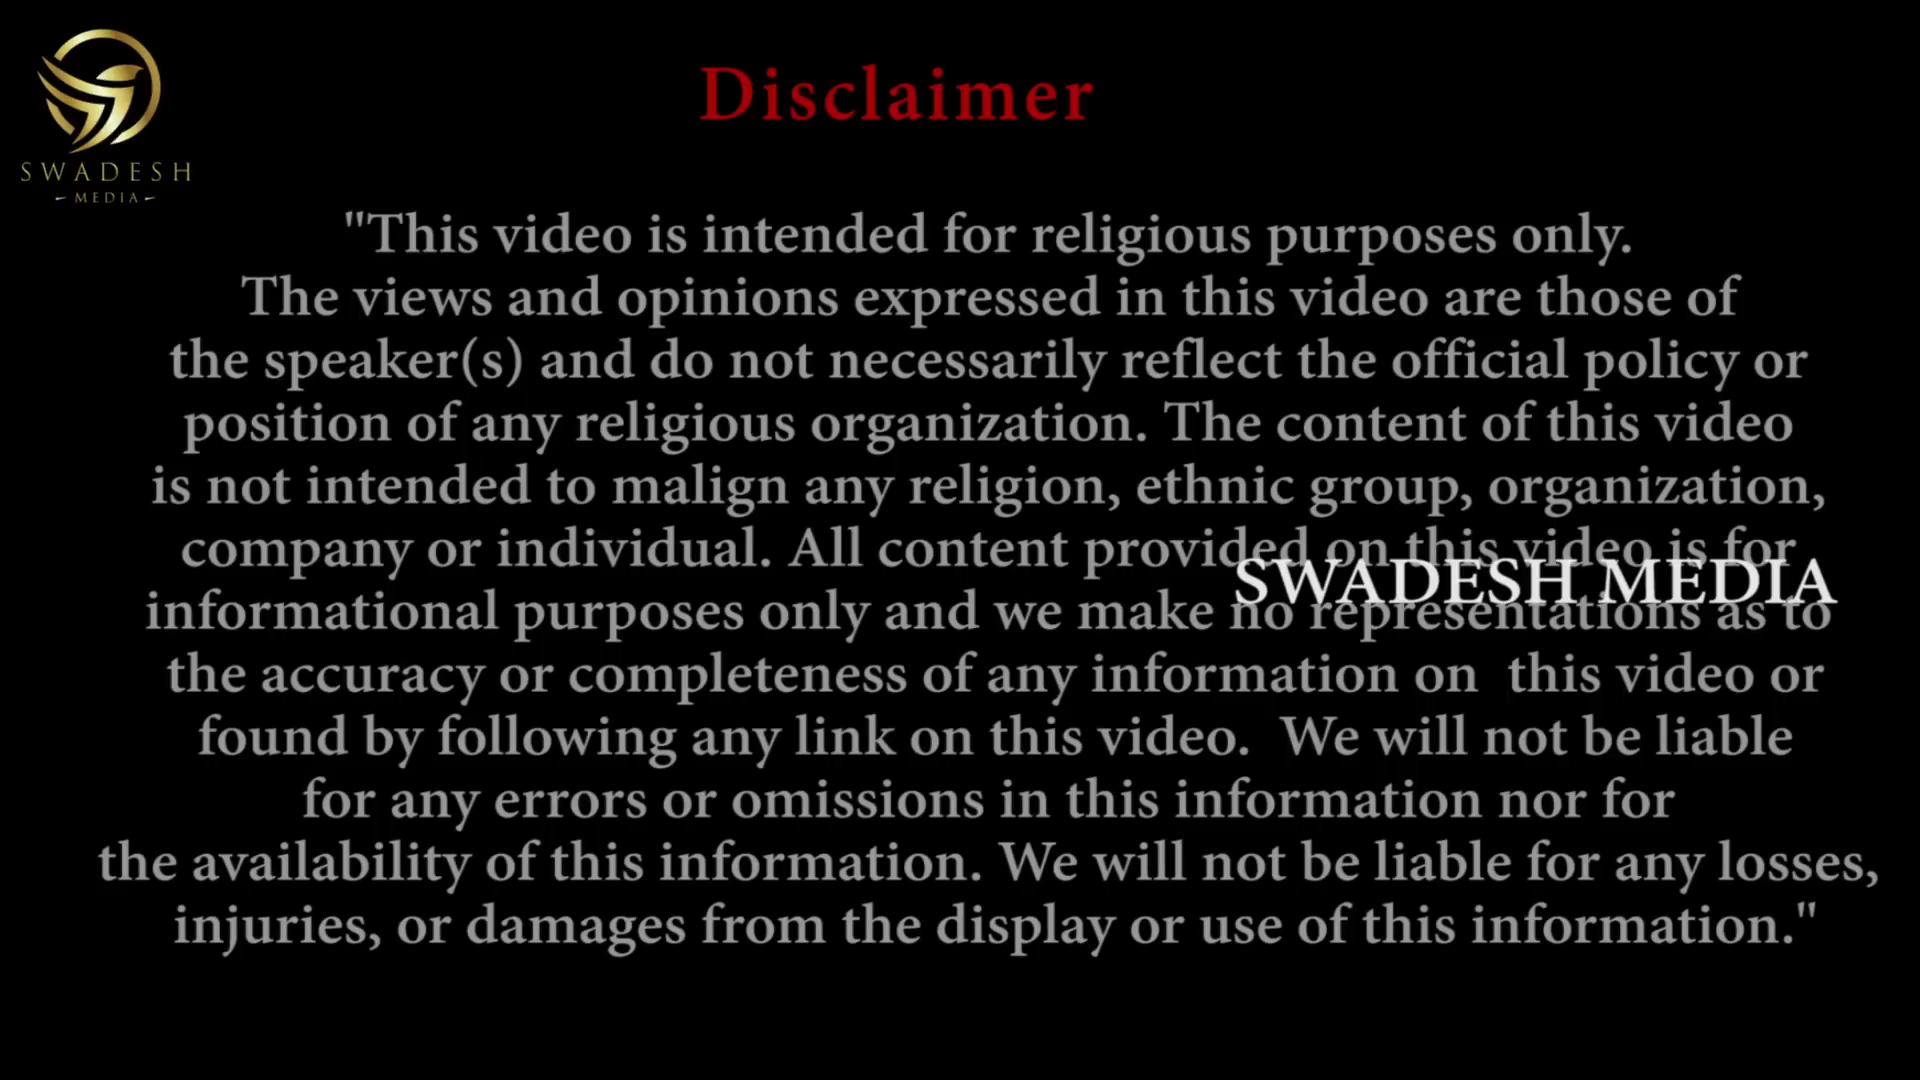 SWADESH
MEDIA
Disclaimer
"This video is intended for religious purposes only.
The views and opinions expressed in this video are those of
the speaker(s) and do not necessarily reflect the official policy or
position of any religious organization. The content of this video
is not intended to malign any religion, ethnic group, organization,
company or individual. All content provided on this video is for
SWADESH MEDIA
informational purposes only and we make no representations as to
the accuracy or completeness of any information on  this video or
found by following any link on this video.  We will not be liable
for any errors or omissions in this information nor for
the availability of this information. We will not be liable for any losses,
injuries, or damages from the display or use of this information."